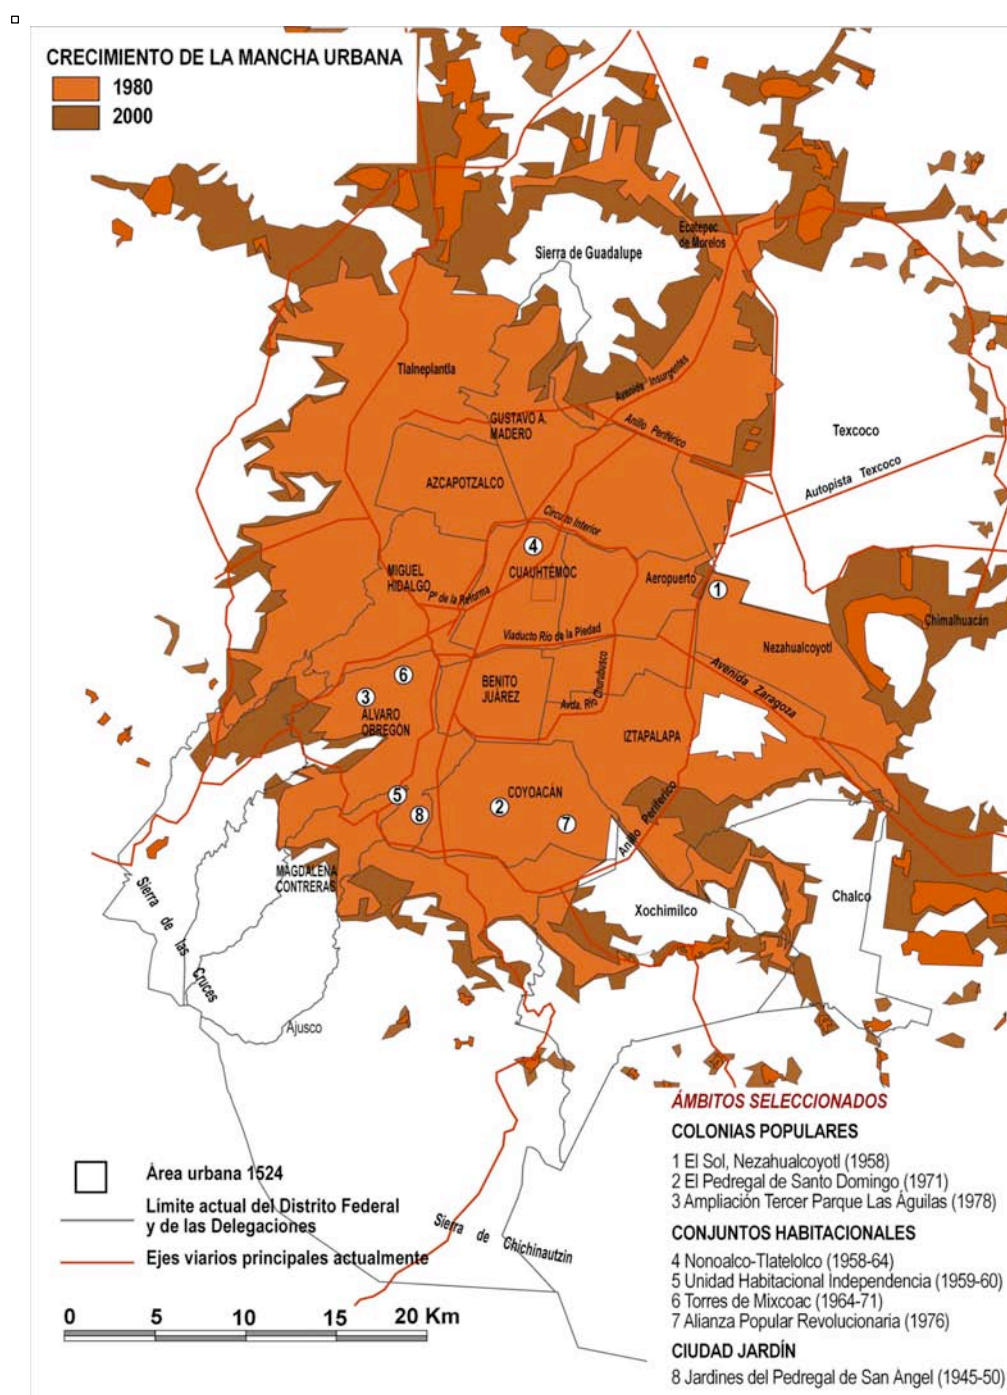 CRECIMIENTO DE LA MANCHA URBANA
1980
2000
Ecatepec
de Morelos
Sierra de Guadalupe
Tlalneplantla
Avenida Insurgentes
GUSTAVO A.
MADERO
Anillo Periférico
Texcoco
AZCAPOTZALCO
Autopista Texcoco
Circuito Interior
4
CUAUHTÉMOC
MIGUEL
HIDALGO
Aeropuerto
1
Pº de la Reforma
Chimalhuacán
Viaducto Río de la Piedad
Nezahualcoyotl
6
3
ALVARO
OBREGÓN
BENITO
JUÁREZ
Avda. Río Churubusco
Avenida Zaragoza
IZTAPALAPA
5
8
COYOACÁN
2
7
Anillo Periferico
MAGDALENA
CONTRERAS
Sierra de las Cruces
Xochimilco
Chalco
Ajusco
Sierra de Chichinautzin
Área urbana 1524
Límite actual del Distrito Federal
y de las Delegaciones
Ejes viarios principales actualmente
0 5 10 15 20 Km
ÁMBITOS SELECCIONADOS
COLONIAS POPULARES
1 El Sol, Nezahualcoyotl (1958)
2 El Pedregal de Santo Domingo (1971)
3 Ampliación Tercer Parque Las Águilas (1978)
CONJUNTOS HABITACIONALES
4 Nonoalco-Tlatelolco (1958-64)
5 Unidad Habitacional Independencia (1959-60)
6 Torres de Mixcoac (1964-71)
7 Alianza Popular Revolucionaria (1976)
CIUDAD JARDÍN
8 Jardines del Pedregal de San Ángel (1945-50)